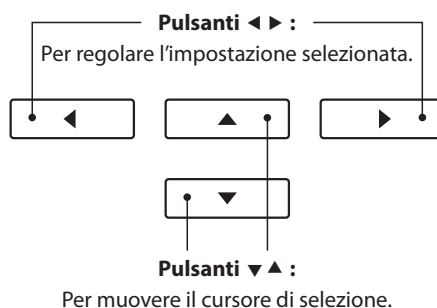 Pulsanti ◀ ▶ :
Per regolare l’impostazione selezionata.
Pulsanti ▼ ▲ :
Per muovere il cursore di selezione.